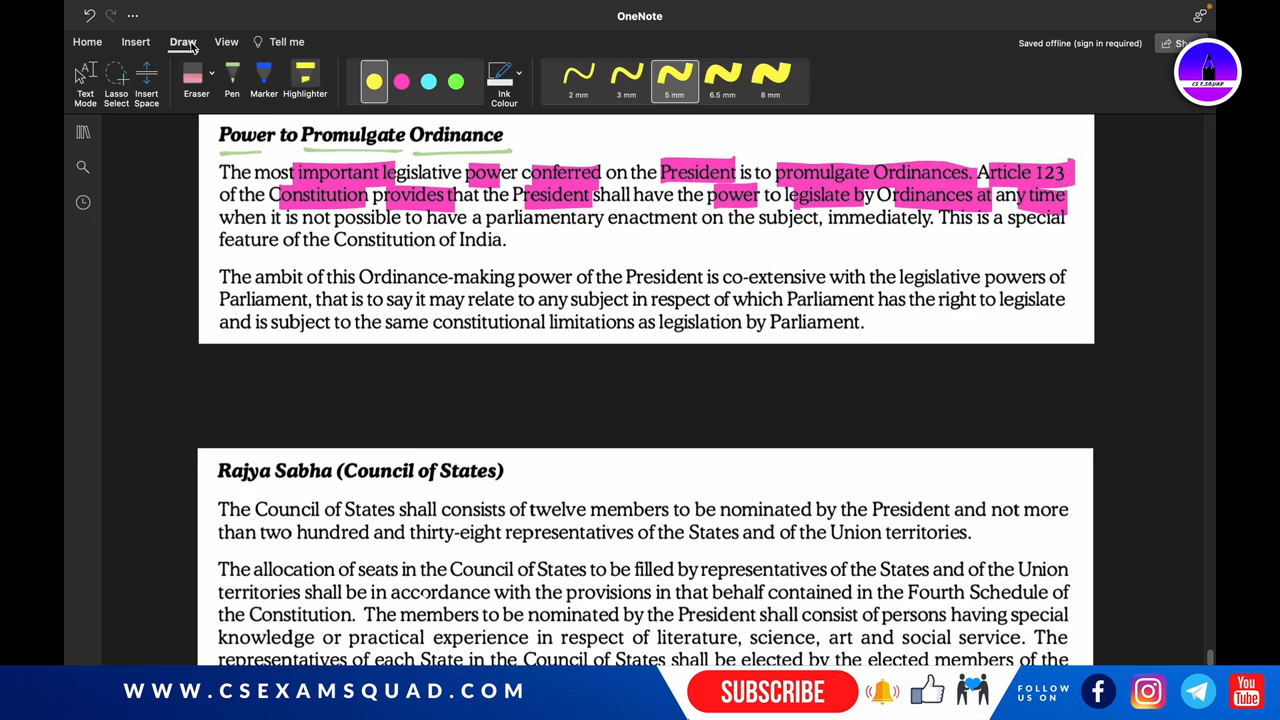 OneNote
Home Insert Draw View Tell me
Saved offline (sign in required)
Text Mode
Lasso Select
Insert Space
Eraser
Pen
Marker
Highlighter
Ink Colour
2 mm 3 mm 5 mm 6.5 mm 8 mm
CS E SQUAD
Power to Promulgate Ordinance
The most important legislative power conferred on the President is to promulgate Ordinances. Article 123
of the Constitution provides that the President shall have the power to legislate by Ordinances at any time
when it is not possible to have a parliamentary enactment on the subject, immediately. This is a special
feature of the Constitution of India.
The ambit of this Ordinance-making power of the President is co-extensive with the legislative powers of
Parliament, that is to say it may relate to any subject in respect of which Parliament has the right to legislate
and is subject to the same constitutional limitations as legislation by Parliament.
Rajya Sabha (Council of States)
The Council of States shall consists of twelve members to be nominated by the President and not more
than two hundred and thirty-eight representatives of the States and of the Union territories.
The allocation of seats in the Council of States to be filled by representatives of the States and of the Union
territories shall be in accordance with the provisions in that behalf contained in the Fourth Schedule of
the Constitution. The members to be nominated by the President shall consist of persons having special
knowledge or practical experience in respect of literature, science, art and social service. The
representatives of each State in the Council of States shall be elected by the elected members of the
WWW.CSEXAMSQUAD.COM
SUBSCRIBE
FOLLOW
US ON
You
Tube